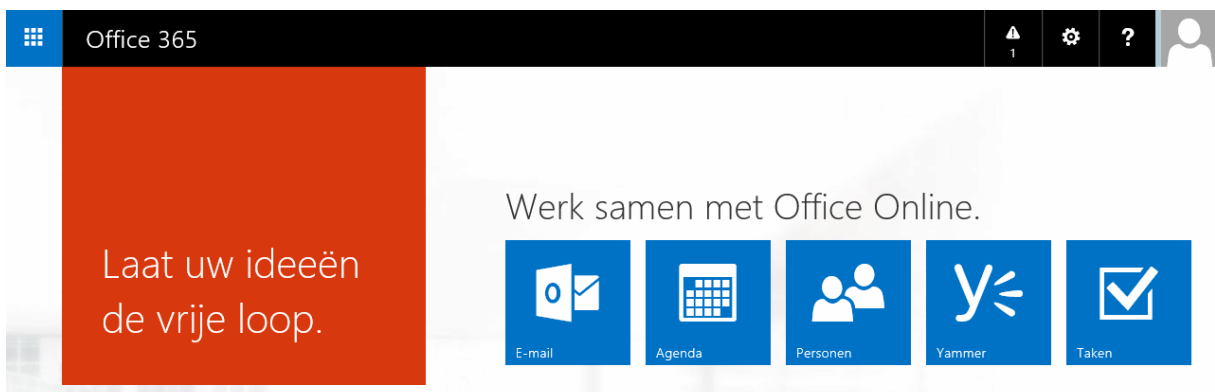 Office 365
1
?
Laat uw ideeën
de vrije loop.
Werk samen met Office Online.
E-mail
Agenda
Personen
Yammer
Taken